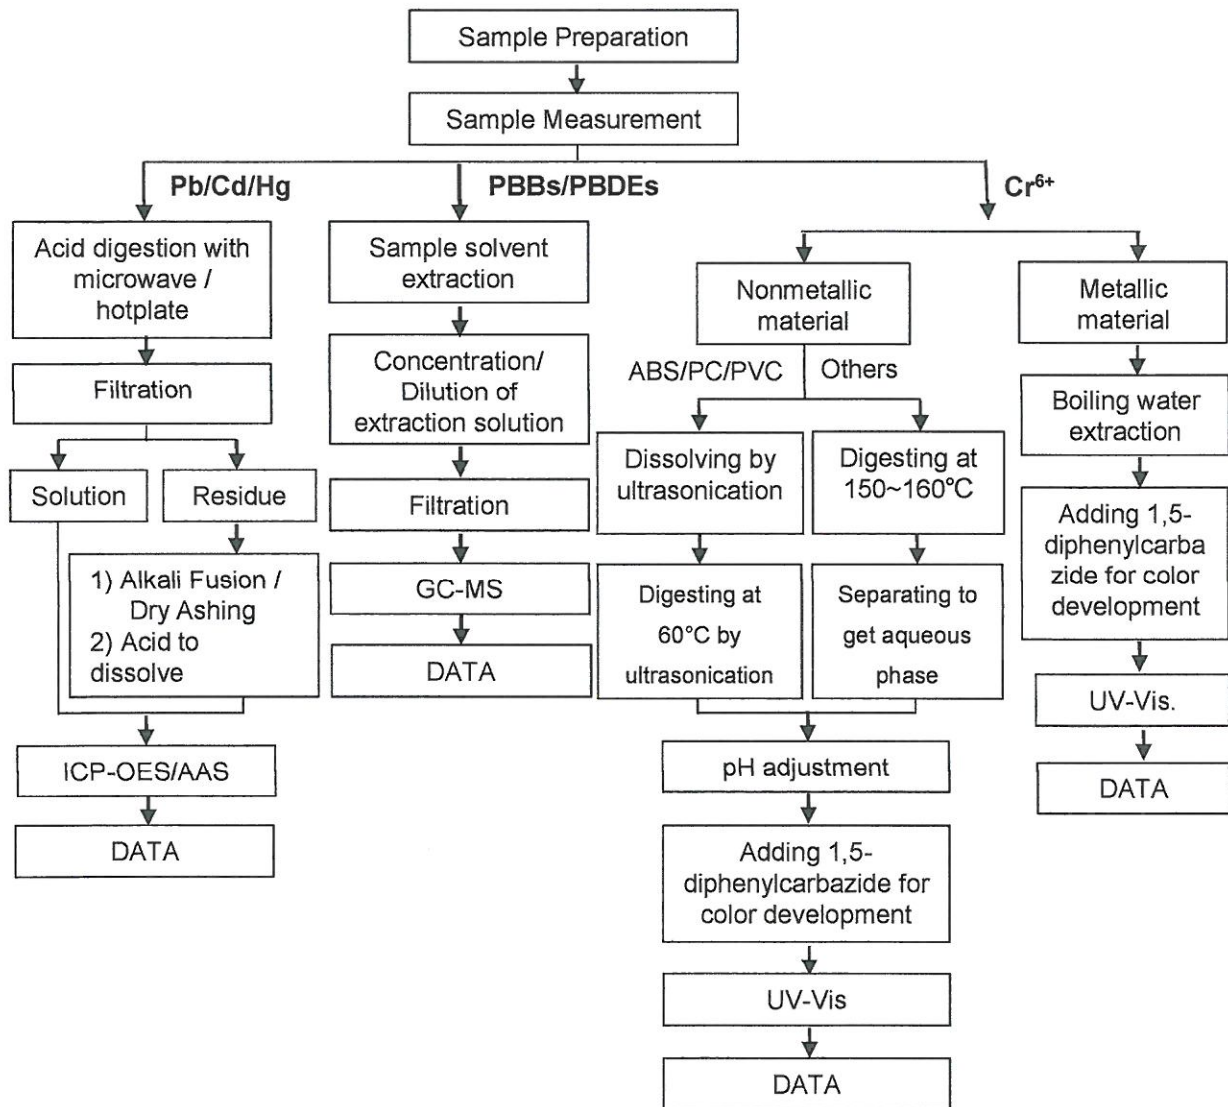 Sample Preparation
Sample Measurement
Pb/Cd/Hg
Acid digestion with
microwave /
hotplate
Filtration
Solution
Residue
1) Alkali Fusion /
Dry Ashing
2) Acid to
dissolve
ICP-OES/AAS
DATA
PBBs/PBDEs
Sample solvent
extraction
Concentration/
Dilution of
extraction solution
Filtration
GC-MS
DATA
Cr⁶⁺
Nonmetallic
material
ABS/PC/PVC
Others
Dissolving by
ultrasonication
Digesting at
60°C by
ultrasonication
Digesting at
150~160℃
Separating to
get aqueous
phase
pH adjustment
Adding 1,5-
diphenylcarbazide for
color development
UV-Vis
DATA
Metallic
material
Boiling water
extraction
Adding 1,5-
diphenylcarba
zide for color
development
UV-Vis.
DATA